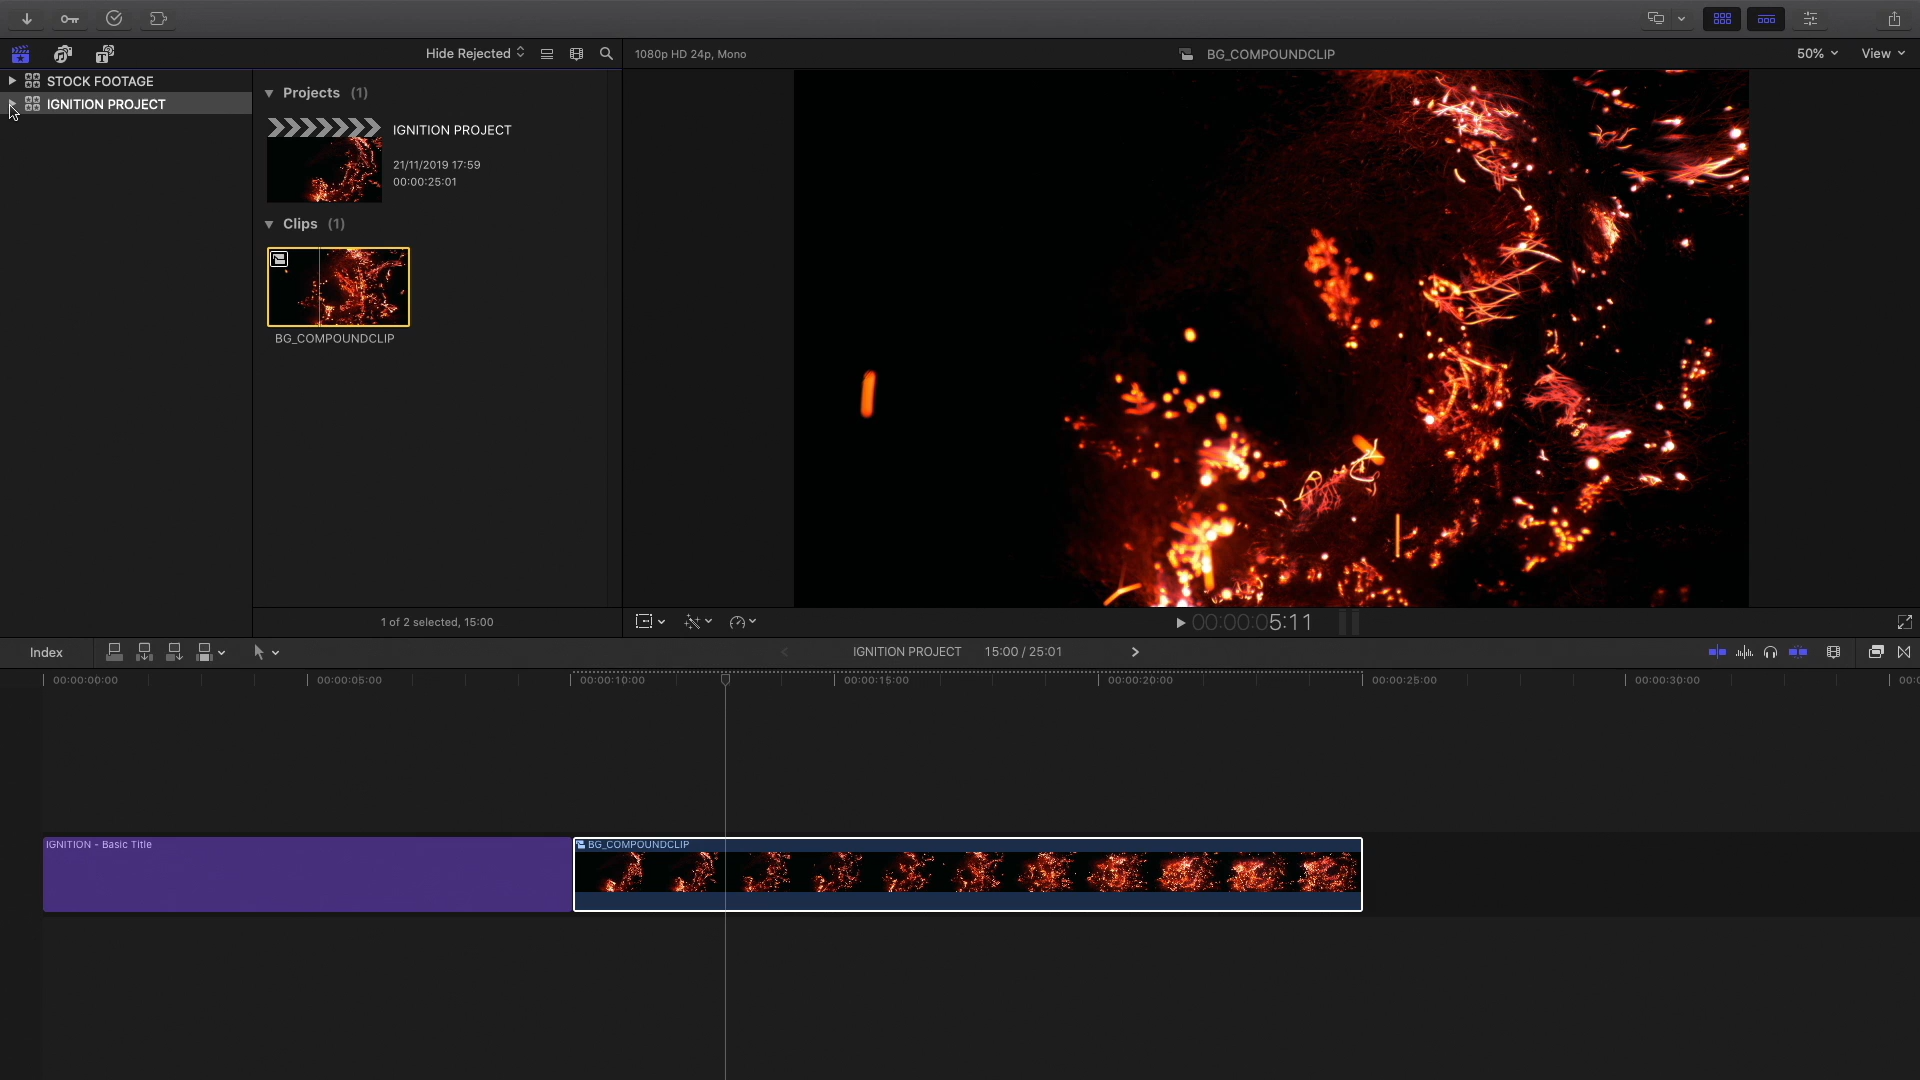 Hide Rejected
1080p HD 24p, Mono
BG_COMPOUNDCLIP
50%
View
STOCK FOOTAGE
IGNITION PROJECT
Projects (1)
IGNITION PROJECT
21/11/2019 17:59
00:00:25:01
Clips (1)
BG_COMPOUNDCLIP
1 of 2 selected, 15:00
00:00:05:11
Index
IGNITION PROJECT
15:00 / 25:01
00:00:00:00
00:00:05:00
00:00:10:00
00:00:15:00
00:00:20:00
00:00:25:00
00:00:30:00
IGNITION - Basic Title
BG_COMPOUNDCLIP